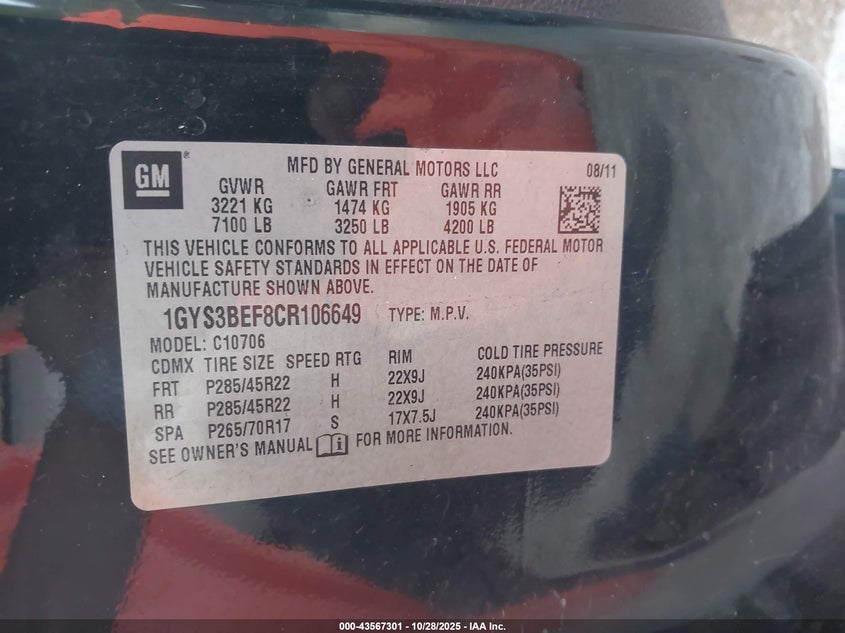 GM ® MFD BY GENERAL MOTORS LLC 08/11
GVWR GAWR FRT GAWR RR
3221 KG 1474 KG 1905 KG
7100 LB 3250 LB 4200 LB
THIS VEHICLE CONFORMS TO ALL APPLICABLE U.S. FEDERAL MOTOR
VEHICLE SAFETY STANDARDS IN EFFECT ON THE DATE OF
MANUFACTURE SHOWN ABOVE.
1GYS3BEF8CR106649 TYPE: M.P.V.
MODEL: C10706
CDMX TIRE SIZE SPEED RTG RIM COLD TIRE PRESSURE
FRT P285/45R22 H 22X9J 240KPA(35PSI)
RR P285/45R22 H 22X9J 240KPA(35PSI)
SPA P265/70R17 S 17X7.5J 240KPA(35PSI)
SEE OWNER'S MANUAL i FOR MORE INFORMATION.
000-43567301 | 10/28/2025 - IAA Inc.